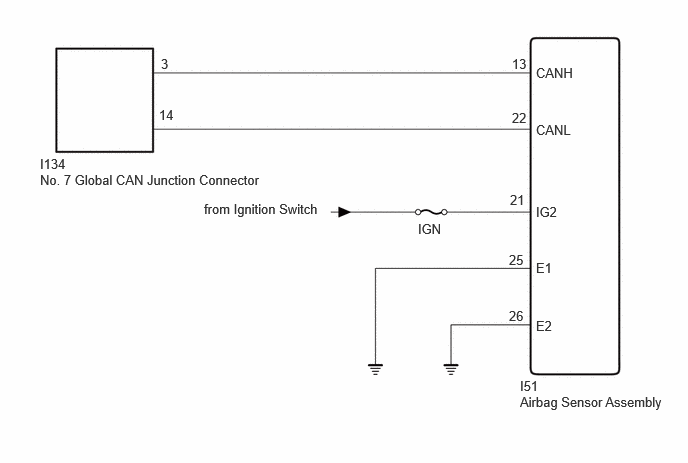 3
13
CANH
14
22
CANL
I134
No. 7 Global CAN Junction Connector
from Ignition Switch
21
IG2
IGN
25
E1
26
E2
I51
Airbag Sensor Assembly